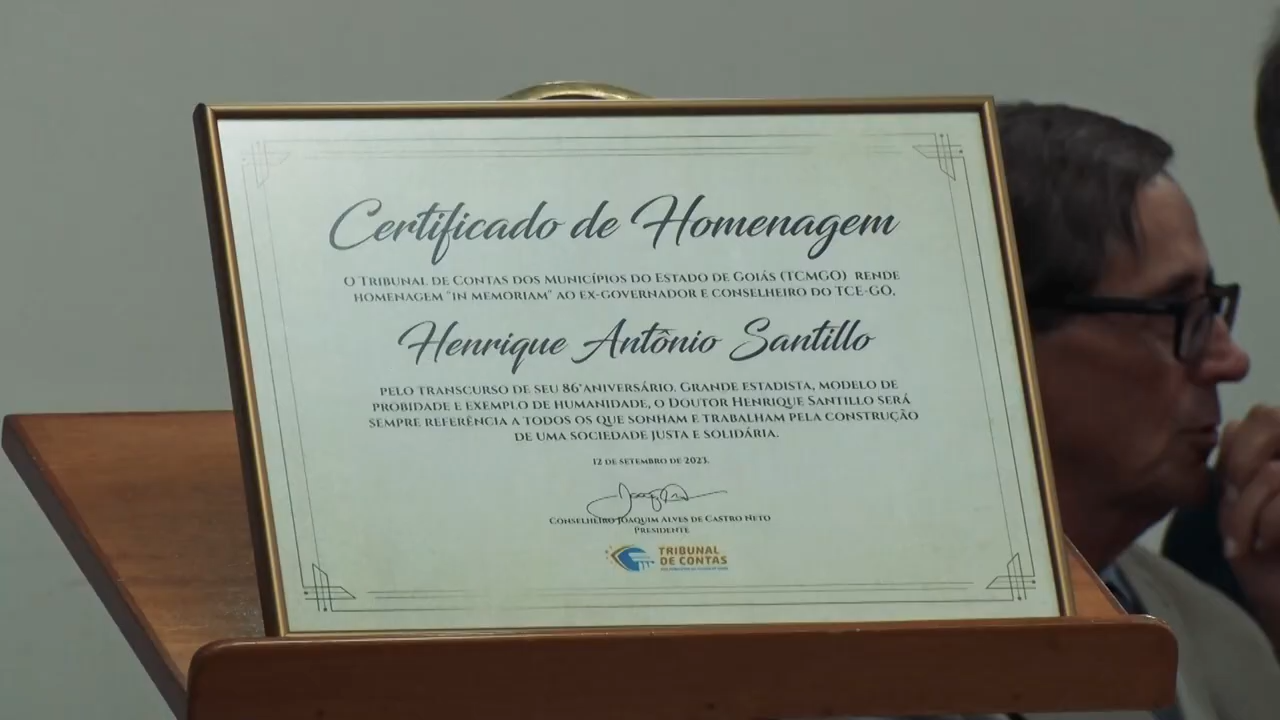 Certificado de Homenagem
O TRIBUNAL DE CONTAS DOS MUNICÍPIOS DO ESTADO DE GOIÁS (TCMGO) RENDE
HOMENAGEM "IN MEMORIAM" AO EX-GOVERNADOR E CONSELHEIRO DO TCE-GO,
Henrique Antônio Santillo
PELO TRANSCURSO DE SEU 86°ANIVERSÁRIO. GRANDE ESTADISTA, MODELO DE
PROBIDADE E EXEMPLO DE HUMANIDADE, O DOUTOR HENRIQUE SANTILLO SERÁ
SEMPRE REFERÊNCIA A TODOS OS QUE SONHAM E TRABALHAM PELA CONSTRUÇÃO
DE UMA SOCIEDADE JUSTA E SOLIDÁRIA.
12 DE SETEMBRO DE 2023.
CONSELHEIRO JOAQUIM ALVES DE CASTRO NETO
PRESIDENTE
TRIBUNAL
DE CONTAS